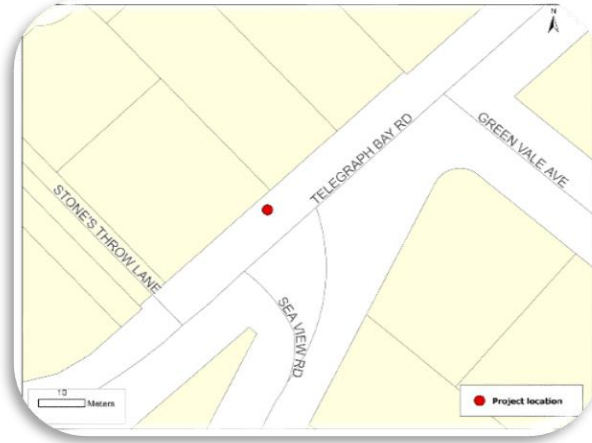 N
TELEGRAPH BAY RD
GREEN VALE AVE
STONE'S THROW LANE
SEA VIEW RD
10
Meters
Project location